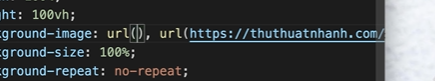 ght: 100vh;
kground-image: url(), url(https://thuthuatnhanh.com/
kground-size: 100%;
kground-repeat: no-repeat;